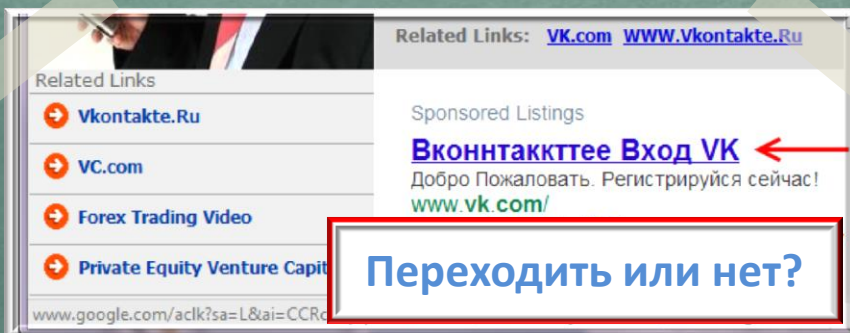 Related Links: VK.com WWW.Vkontakte.Ru
Related Links
Vkontakte.Ru
VC.com
Forex Trading Video
Private Equity Venture Capit
Sponsored Listings
Вконнтаккттее Вход VK
Добро Пожаловать. Регистрируйся сейчас!
www.vk.com/
Переходить или нет?
www.google.com/aclk?sa=L&ai=CCRc